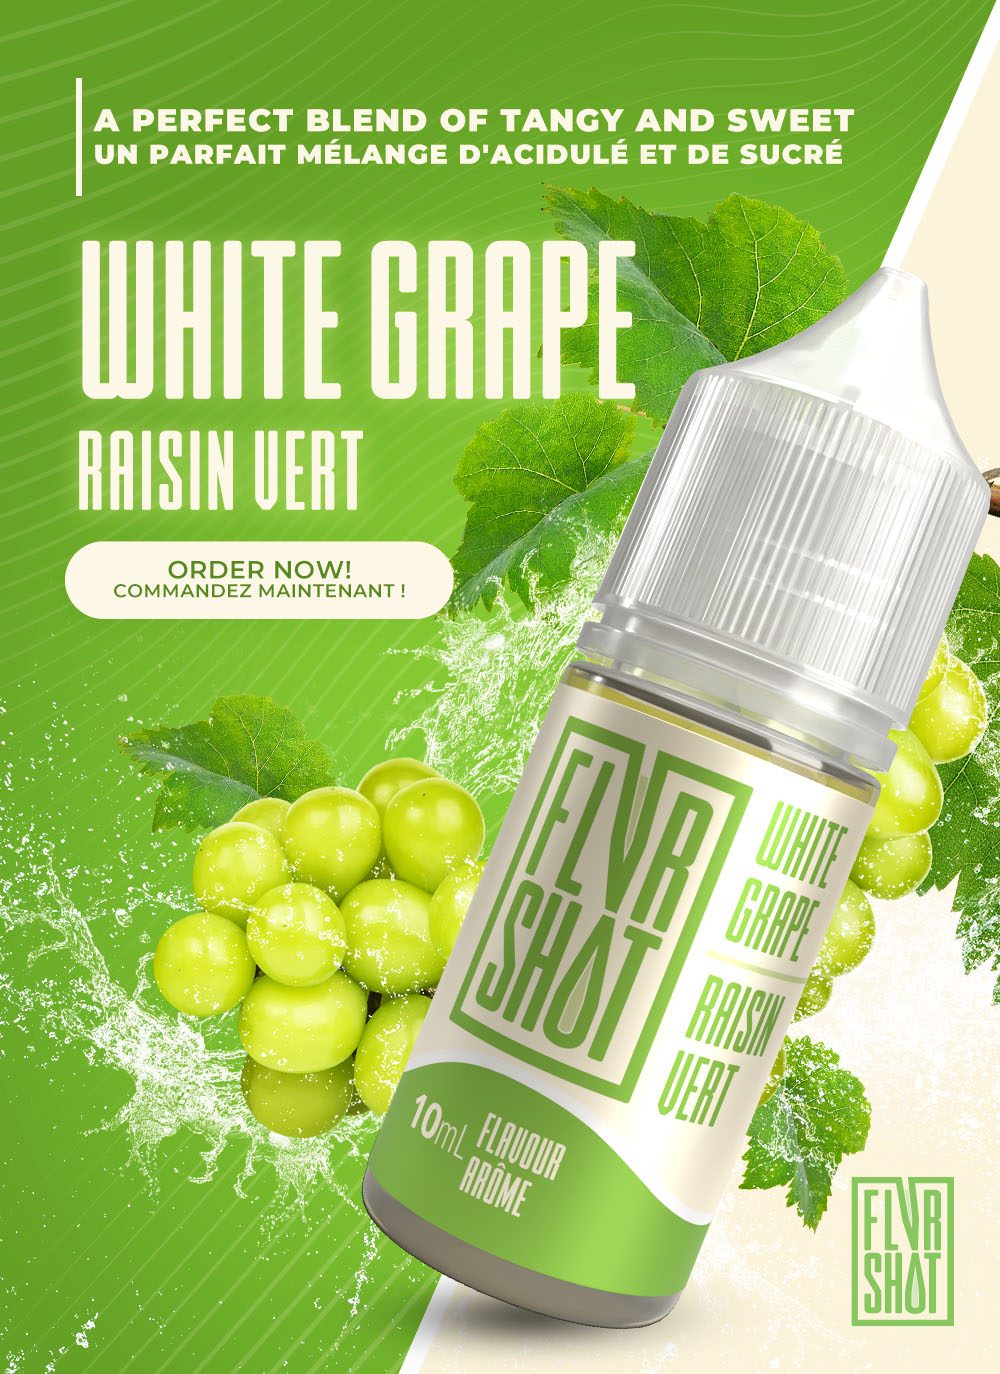 A PERFECT BLEND OF TANGY AND SWEET
UN PARFAIT MÉLANGE D'ACIDULÉ ET DE SUCRÉ
WHITE GRAPE
RAISIN VERT
ORDER NOW!
COMMANDEZ MAINTENANT !
FLVR
SHOT
WHITE
GRAPE
RAISIN
VERT
10mL FLAVOUR
ARÔME
FLVR
SHOT